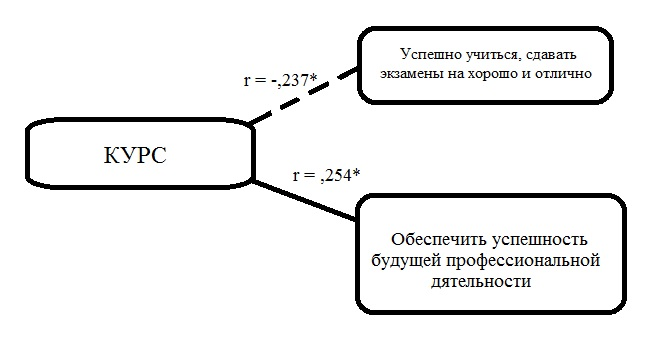 Успешно учиться, сдавать
экзамены на хорошо и отлично
r = -,237*
КУРС
r = ,254*
Обеспечить успешность
будущей профессиональной
дятельности